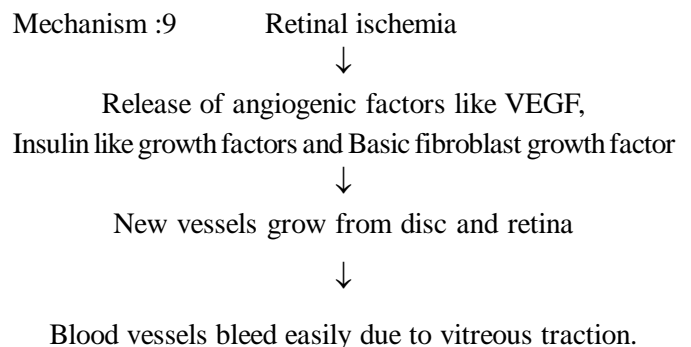 Mechanism :9 Retinal ischemia
↓
Release of angiogenic factors like VEGF,
Insulin like growth factors and Basic fibroblast growth factor
↓
New vessels grow from disc and retina
↓
Blood vessels bleed easily due to vitreous traction.